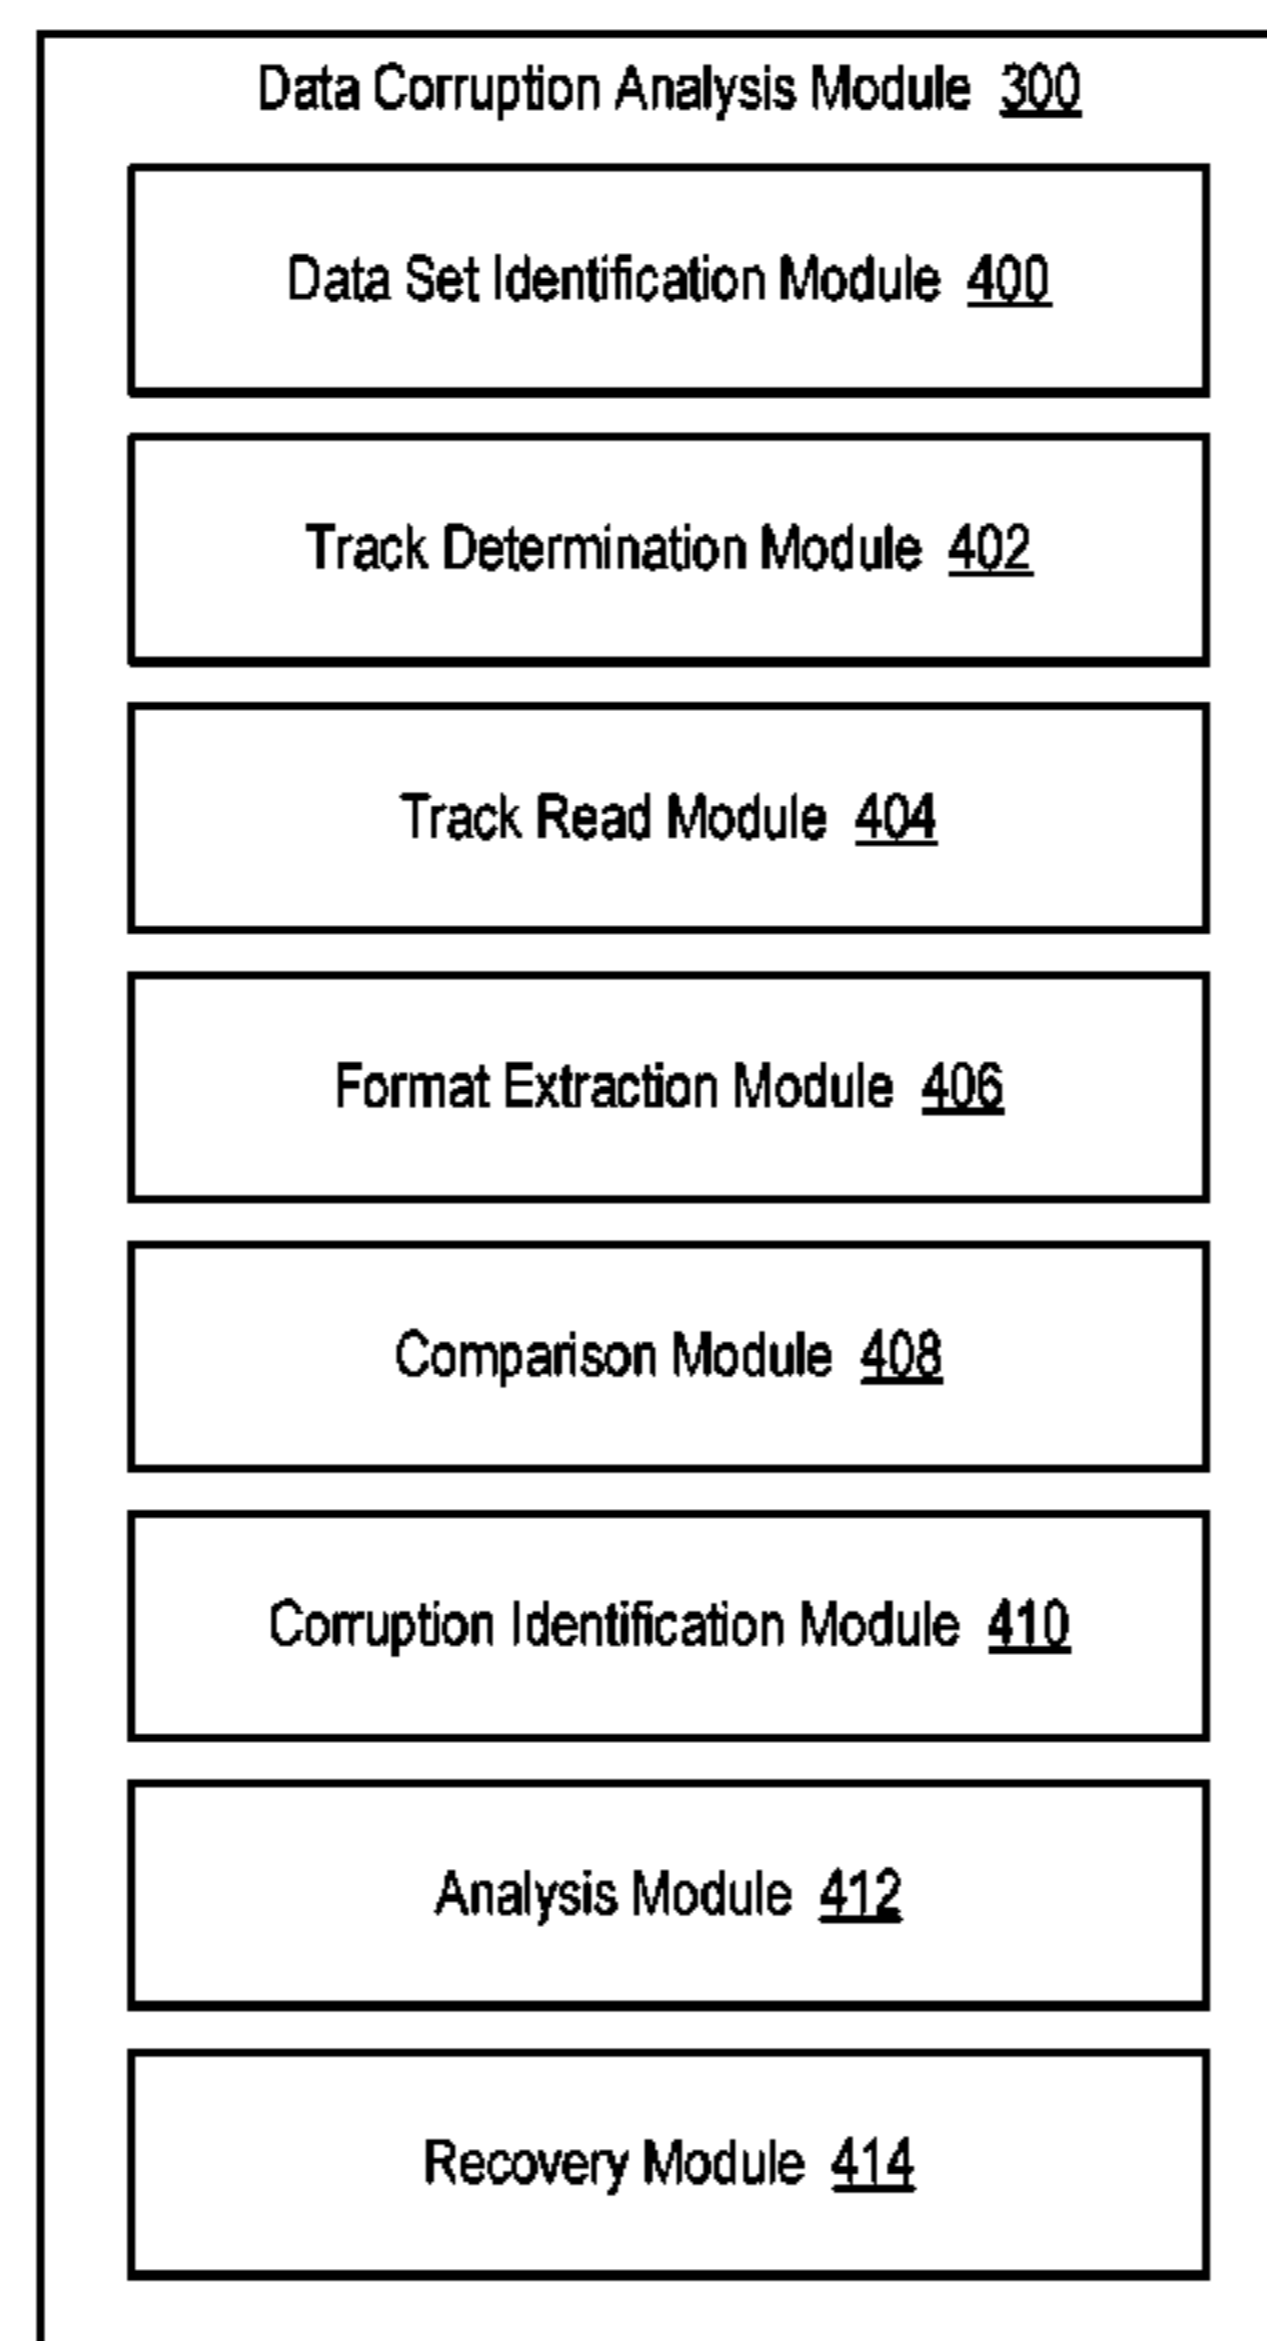 Data Corruption Analysis Module 300
Data Set Identification Module 400
Track Determination Module 402
Track Read Module 404
Format Extraction Module 406
Comparison Module 408
Corruption Identification Module 410
Analysis Module 412
Recovery Module 414